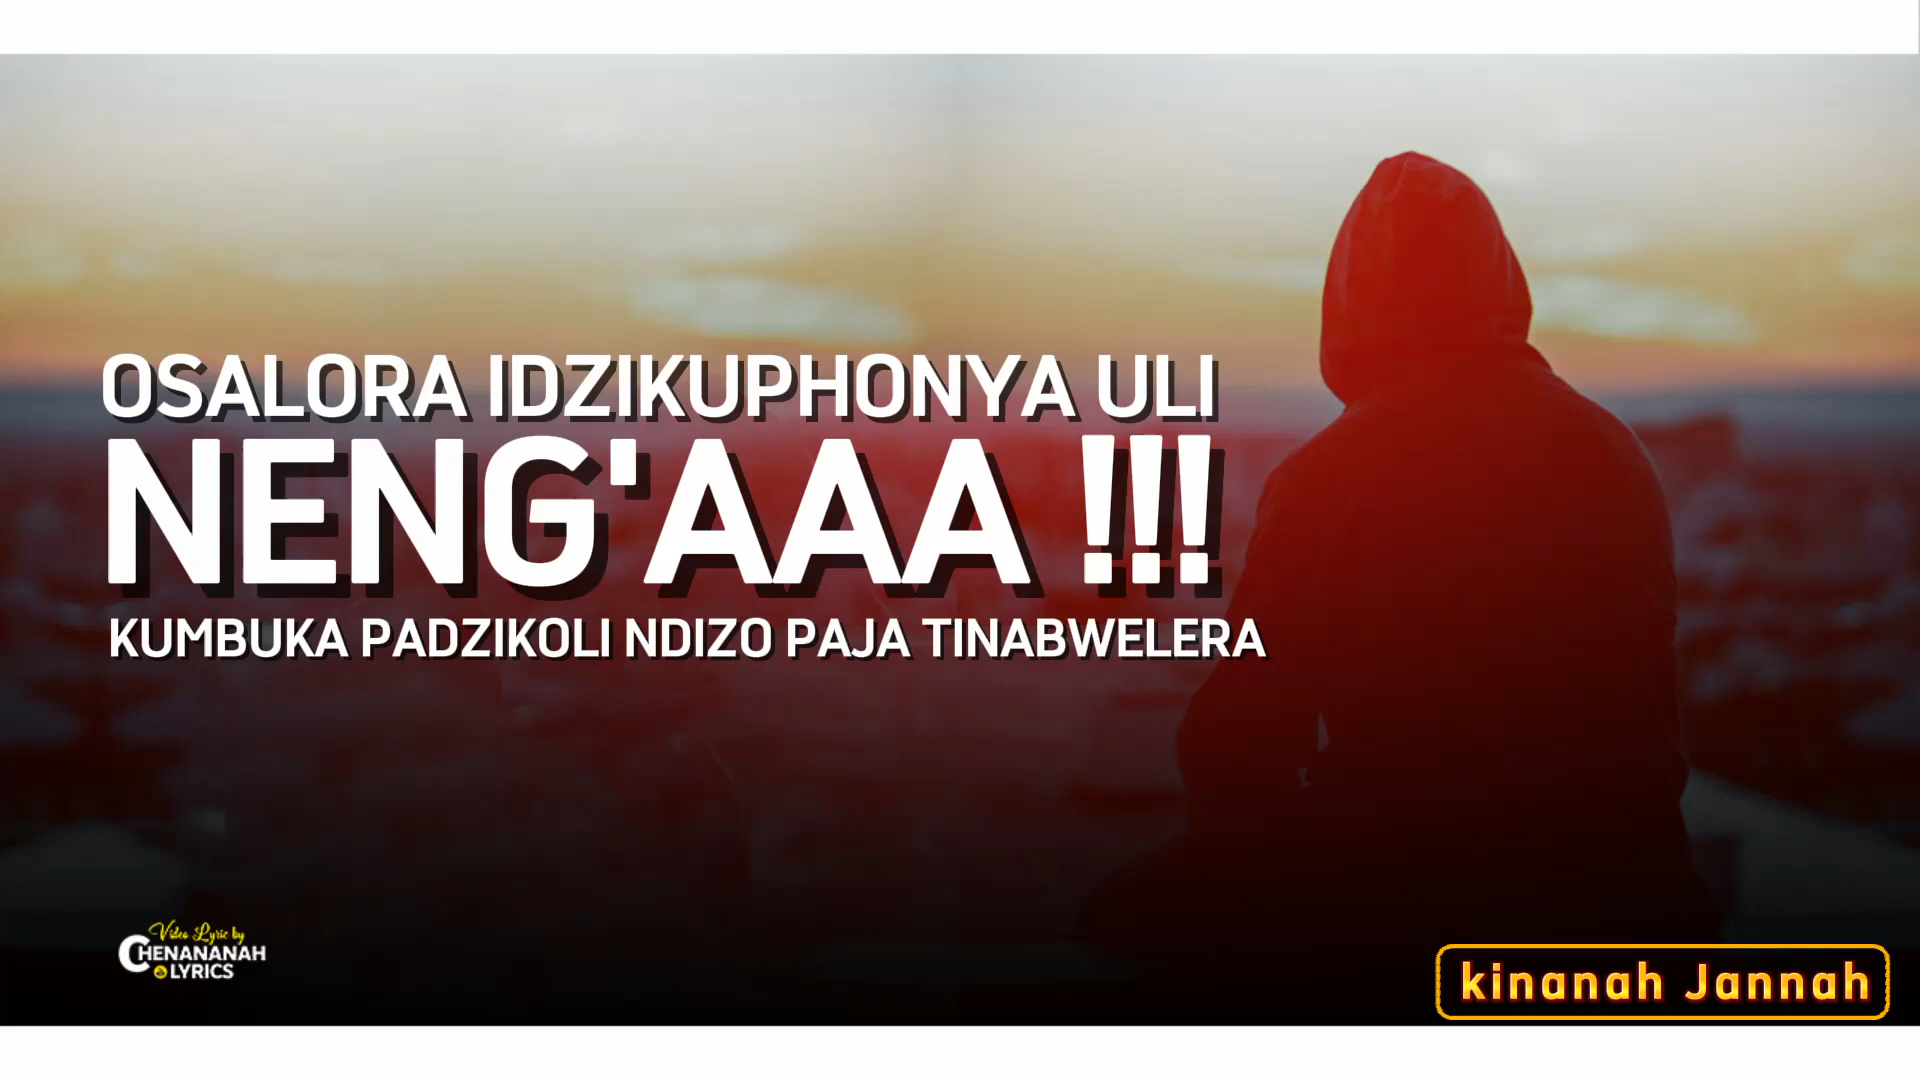 OSALORA IDZIKUPHONYA ULI
NENG'AAA !!!
KUMBUKA PADZIKOLI NDIZO PAJA TINABWELERA
Video Lyric by
CHENANANAH
LYRICS
kinanah Jannah